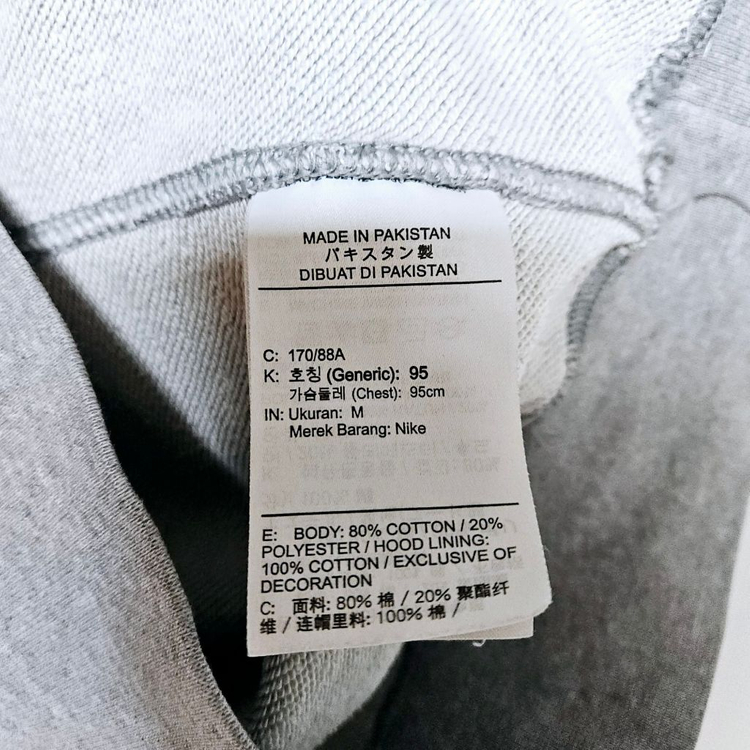 MADE IN PAKISTAN
パキスタン製
DIBUAT DI PAKISTAN
C: 170/88A
K: 호칭 (Generic): 95
가슴둘레 (Chest): 95cm
IN: Ukuran: M
Merek Barang: Nike
E: BODY: 80% COTTON / 20%
POLYESTER / HOOD LINING:
100% COTTON / EXCLUSIVE OF
DECORATION
C: 面料: 80% 棉 / 20% 聚酯纤
维 / 连帽里料: 100% 棉 /